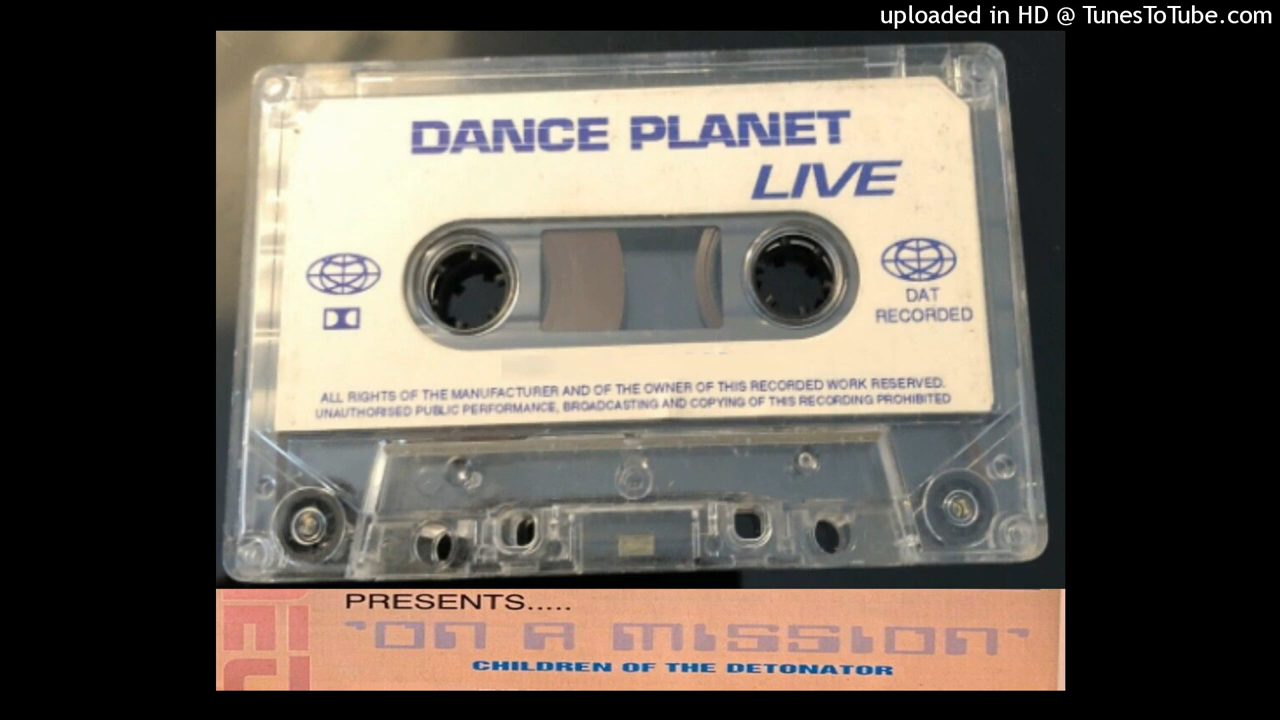 uploaded in HD @ TunesToTube.com
DANCE PLANET
LIVE
DAT
RECORDED
ALL RIGHTS OF THE MANUFACTURER AND OF THE OWNER OF THIS RECORDED WORK RESERVED.
UNAUTHORISED PUBLIC PERFORMANCE, BROADCASTING AND COPYING OF THIS RECORDING PROHIBITED
PRESENTS.....
'ON A MISSION'
CHILDREN OF THE DETONATOR